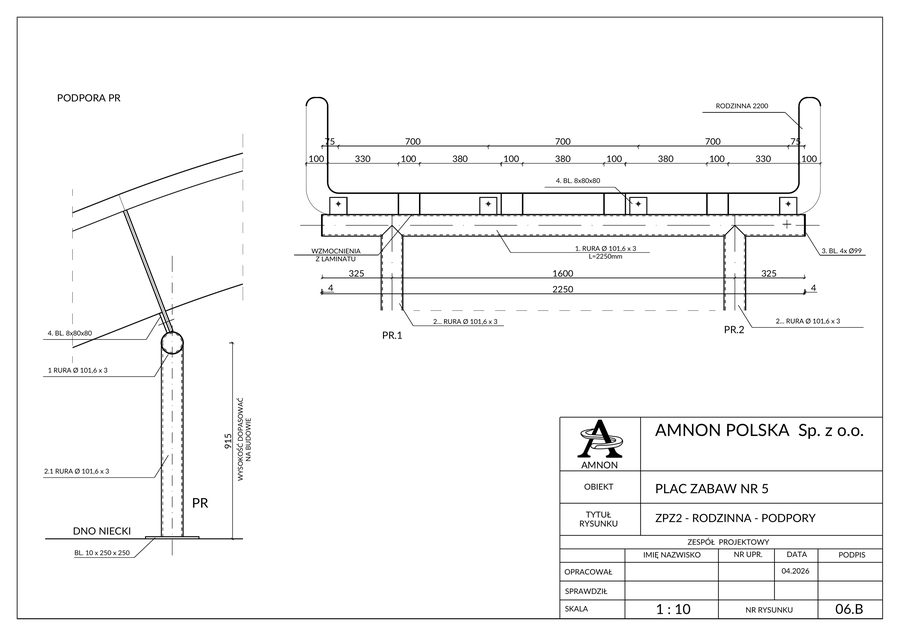 PODPORA PR
RODZINNA 2200
75 700 700 700 75
100 330 100 380 100 380 100 380 100 330 100
4. BL. 8x80x80
WZMOCNIENIA
Z LAMINATU
1. RURA Ø 101,6 x 3
L=2250mm
3. BL. 4x Ø99
325 1600 325
4 2250 4
2... RURA Ø 101,6 x 3
2... RURA Ø 101,6 x 3
PR.1
PR.2
4. BL. 8x80x80
1 RURA Ø 101,6 x 3
915
WYSOKOŚĆ DOPASOWAĆ
NA BUDOWIE
2.1 RURA Ø 101,6 x 3
PR
DNO NIECKI
BL. 10 x 250 x 250
AMNON
AMNON POLSKA Sp. z o.o.
OBIEKT
PLAC ZABAW NR 5
TYTUŁ
RYSUNKU
ZPZ2 - RODZINNA - PODPORY
ZESPÓŁ PROJEKTOWY
IMIĘ NAZWISKO NR UPR. DATA PODPIS
OPRACOWAŁ 04.2026
SPRAWDZIŁ
SKALA 1 : 10 NR RYSUNKU 06.B